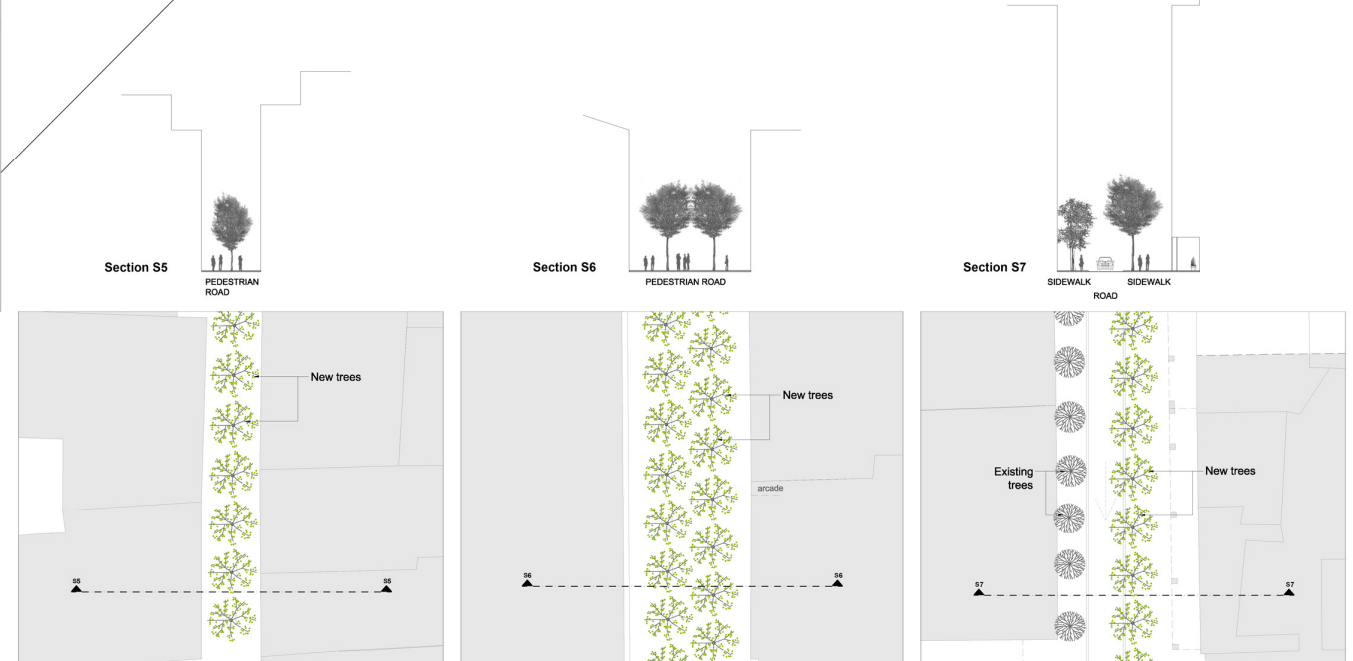 Section S5
PEDESTRIAN
ROAD
Section S6
PEDESTRIAN ROAD
Section S7
SIDEWALK
SIDEWALK
ROAD
New trees
S5
S5
New trees
arcade
S6
S6
Existing
trees
New trees
S7
S7